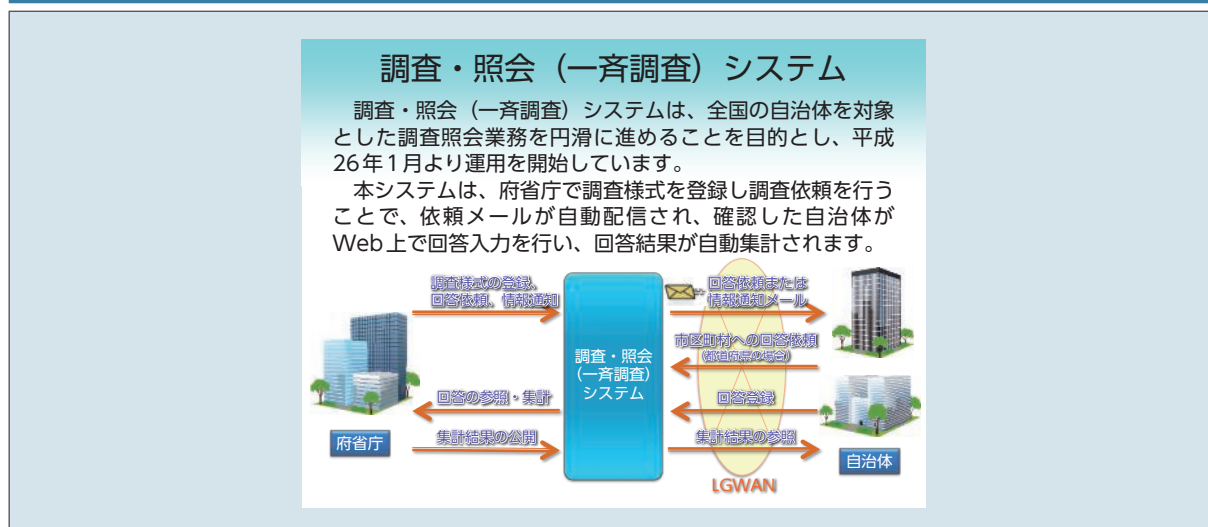 調査・照会（一斉調査）システム
調査・照会（一斉調査）システムは、全国の自治体を対象
とした調査照会業務を円滑に進めることを目的とし、平成
26年1月より運用を開始しています。
本システムは、府省庁で調査様式を登録し調査依頼を行う
ことで、依頼メールが自動配信され、確認した自治体が
Web上で回答入力を行い、回答結果が自動集計されます。
調査様式の登録、
回答依頼、情報通知
回答依頼または
情報通知メール
市区町村への回答依頼
(都道府県の場合)
調査・照会
(一斉調査)
システム
回答の参照・集計
回答登録
府省庁
集計結果の公開
集計結果の参照
自治体
LGWAN